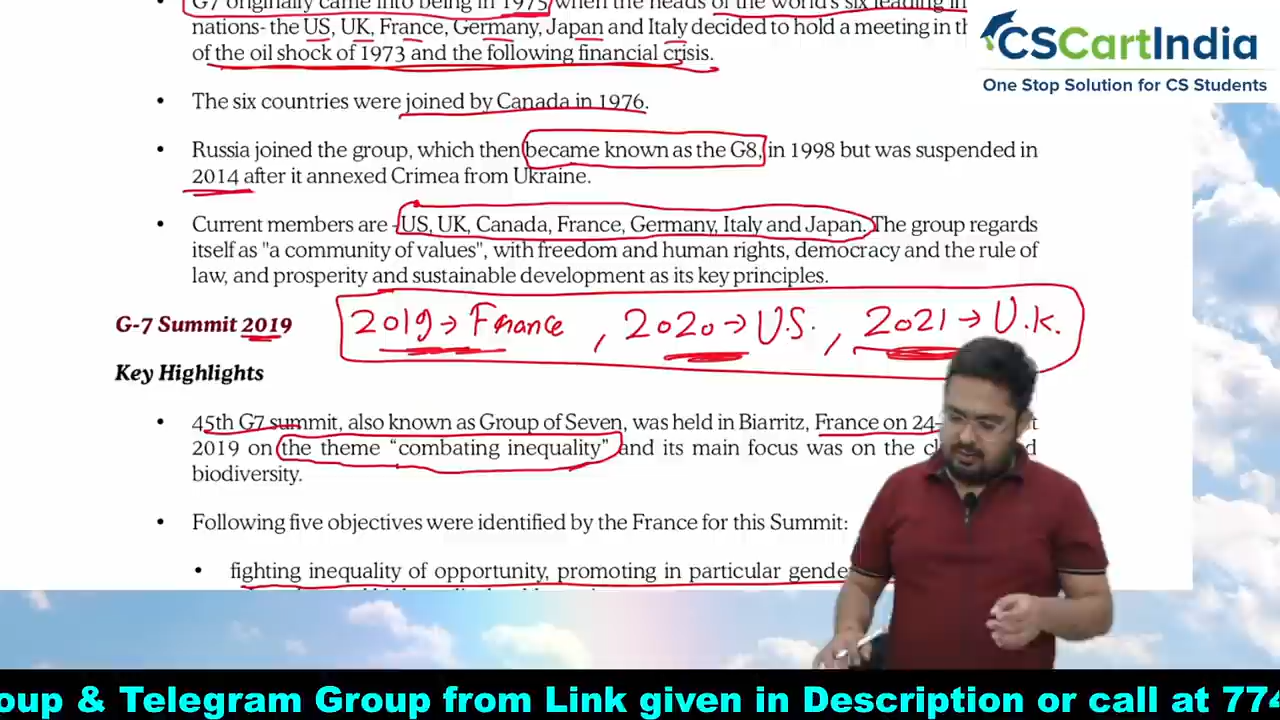 G7 originally came into being in 1975 when the heads of the world's six leading in
nations- the US, UK, France, Germany, Japan and Italy decided to hold a meeting in th
of the oil shock of 1973 and the following financial crisis.
• The six countries were joined by Canada in 1976.
• Russia joined the group, which then became known as the G8, in 1998 but was suspended in
2014 after it annexed Crimea from Ukraine.
• Current members are - US, UK, Canada, France, Germany, Italy and Japan. The group regards
itself as "a community of values", with freedom and human rights, democracy and the rule of
law, and prosperity and sustainable development as its key principles.
G-7 Summit 2019
2019→ France , 2020→ U.S. , 2021→ U.K.
Key Highlights
• 45th G7 summit, also known as Group of Seven, was held in Biarritz, France on 24-
2019 on the theme “combating inequality” and its main focus was on the
biodiversity.
• Following five objectives were identified by the France for this Summit:
• fighting inequality of opportunity, promoting in particular gende
CSCartIndia
One Stop Solution for CS Students
oup & Telegram Group from Link given in Description or call at 774